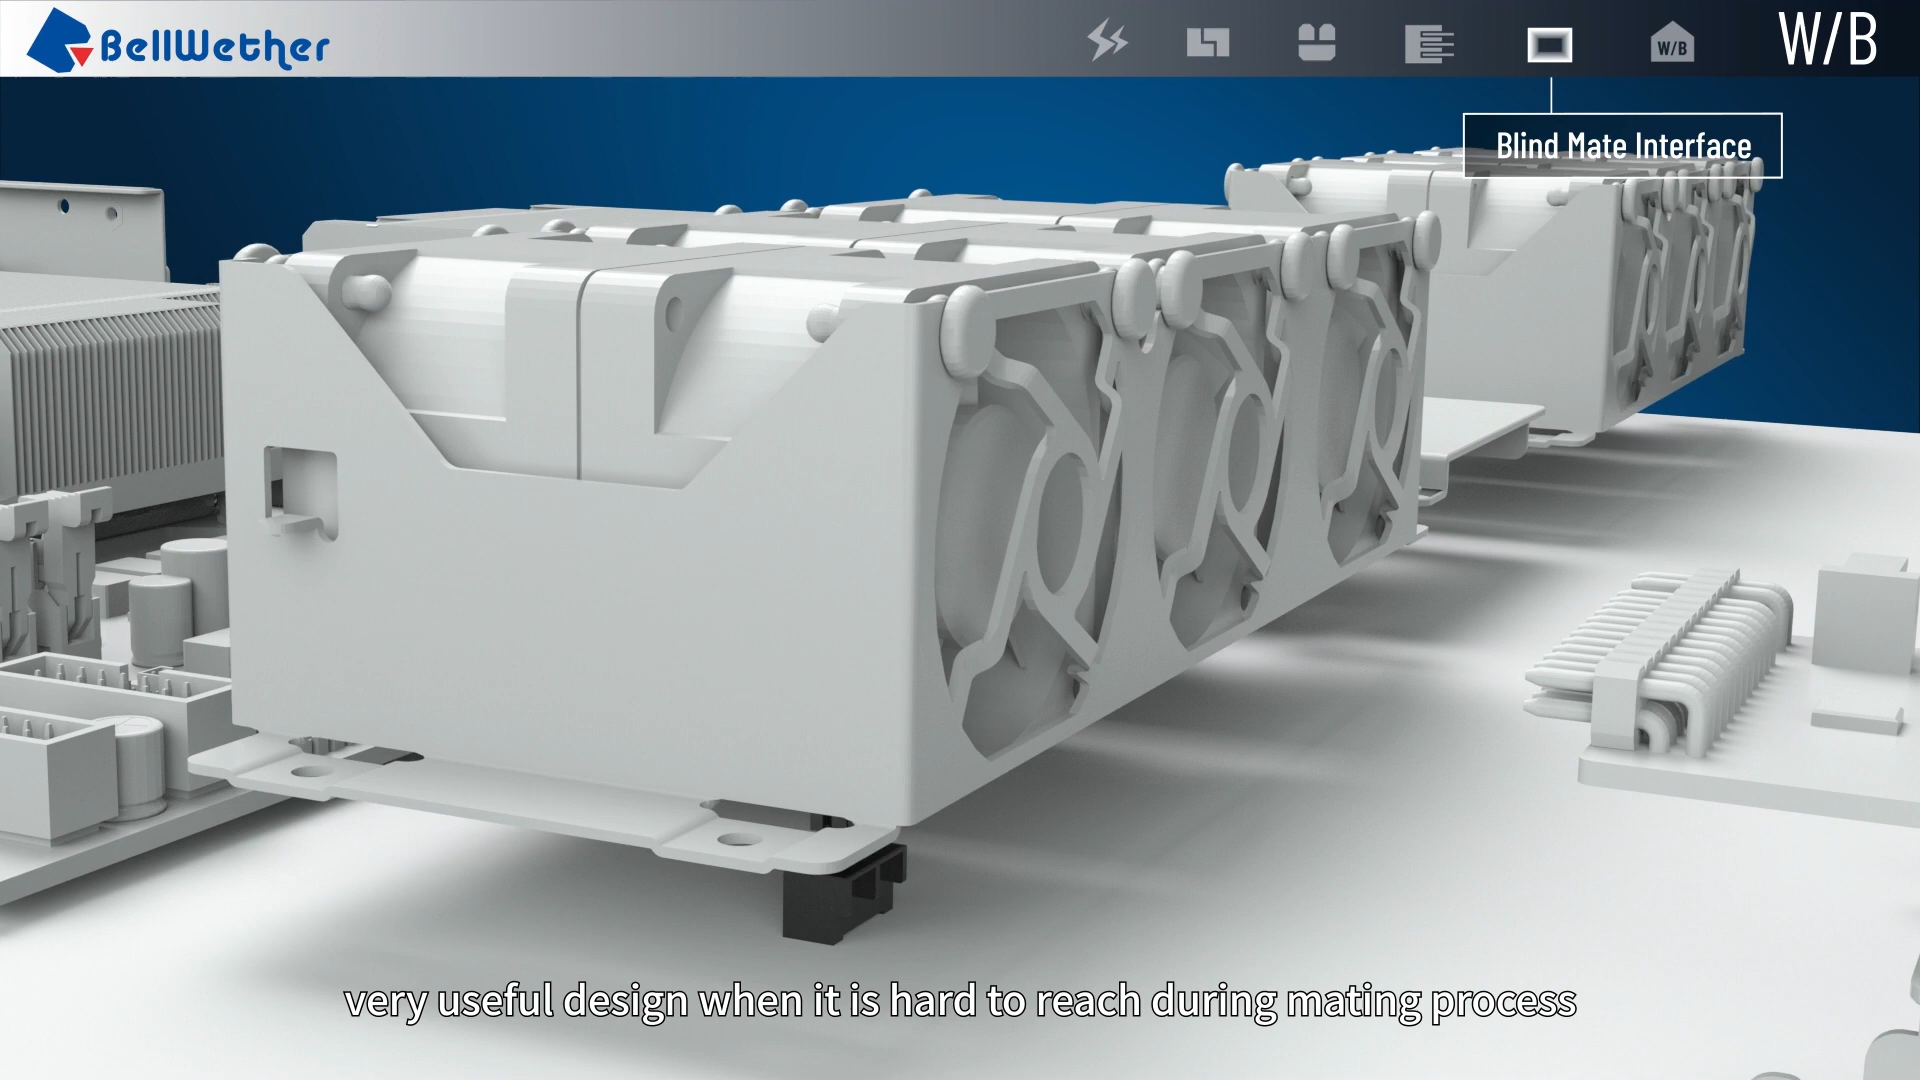 BellWether
W/B
W/B
Blind Mate Interface
very useful design when it is hard to reach during mating process